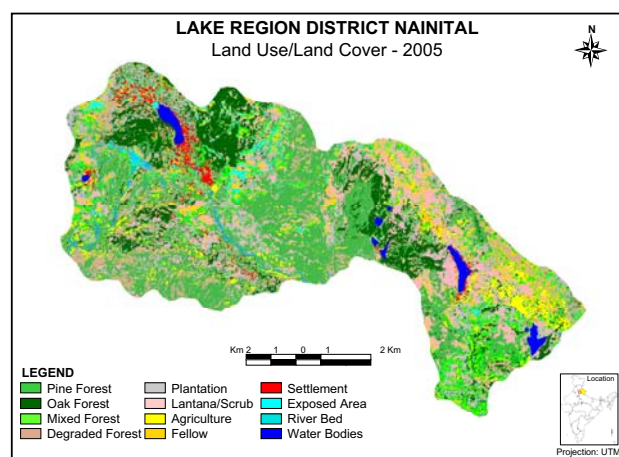 LAKE REGION DISTRICT NAINITAL
Land Use/Land Cover - 2005
N
Km 2 1 0 1 2 Km
LEGEND
Pine Forest
Oak Forest
Mixed Forest
Degraded Forest
Plantation
Lantana/Scrub
Agriculture
Fellow
Settlement
Exposed Area
River Bed
Water Bodies
Location
Projection: UTM